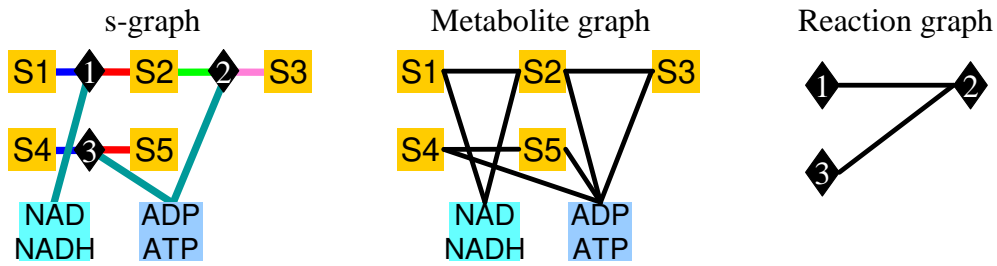 s-graph
S1 1 S2 2 S3
S4 3 S5
NAD
NADH
ADP
ATP
Metabolite graph
S1 S2 S3
S4 S5
NAD
NADH
ADP
ATP
Reaction graph
1 2
3